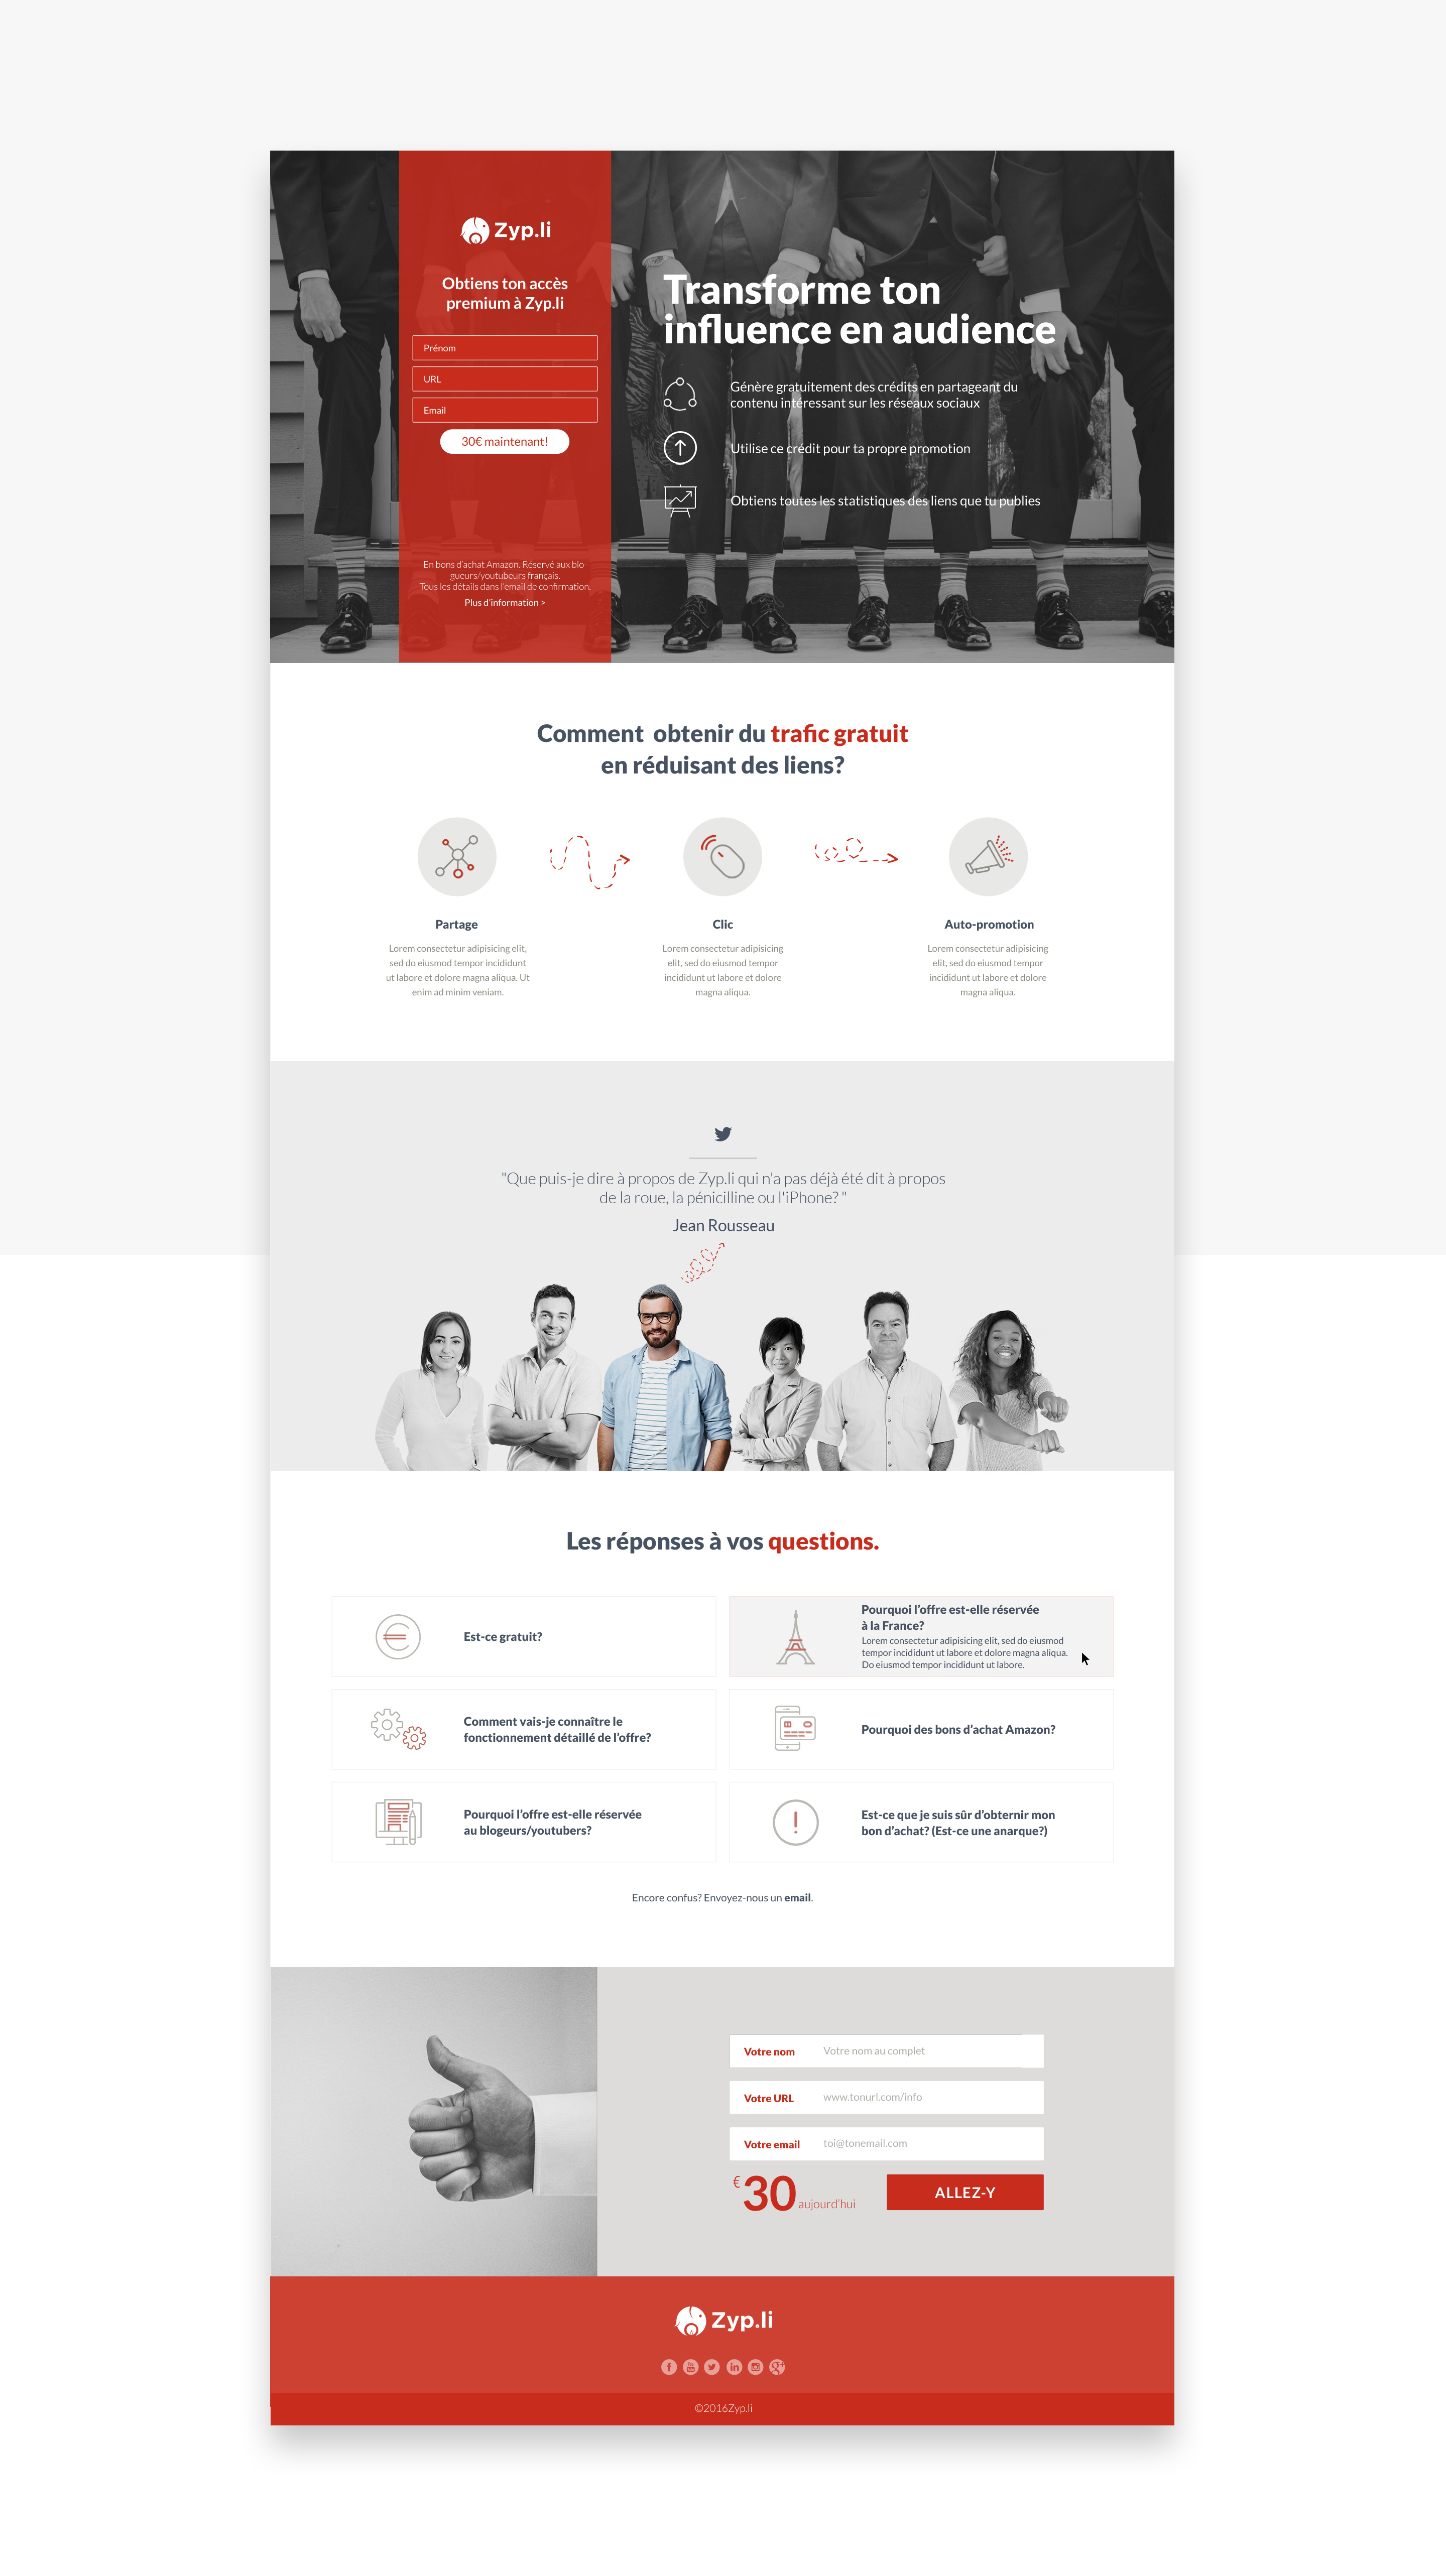 Zyp.li
Obtiens ton accès
premium à Zyp.li
Prénom
URL
Email
30€ maintenant!
En bons d'achat Amazon. Réservé aux blo-
gueurs/youtubeurs français.
Tous les détails dans l'email de confirmation.
Plus d'information >
Transforme ton
influence en audience
Génère gratuitement des crédits en partageant du
contenu intéressant sur les réseaux sociaux
Utilise ce crédit pour ta propre promotion
Obtiens toutes les statistiques des liens que tu publies
Comment obtenir du trafic gratuit
en réduisant des liens?
Partage
Lorem consectetur adipisicing elit,
sed do eiusmod tempor incididunt
ut labore et dolore magna aliqua. Ut
enim ad minim veniam.
Clic
Lorem consectetur adipisicing
elit, sed do eiusmod tempor
incididunt ut labore et dolore
magna aliqua.
Auto-promotion
Lorem consectetur adipisicing
elit, sed do eiusmod tempor
incididunt ut labore et dolore
magna aliqua.
"Que puis-je dire à propos de Zyp.li qui n'a pas déjà été dit à propos
de la roue, la pénicilline ou l'iPhone? "
Jean Rousseau
Les réponses à vos questions.
Est-ce gratuit?
Pourquoi l'offre est-elle réservée
à la France?
Lorem consectetur adipisicing elit, sed do eiusmod
tempor incididunt ut labore et dolore magna aliqua.
Do eiusmod tempor incididunt ut labore.
Comment vais-je connaître le
fonctionnement détaillé de l'offre?
Pourquoi des bons d'achat Amazon?
Pourquoi l'offre est-elle réservée
au blogeurs/youtubers?
Est-ce que je suis sûr d'obternir mon
bon d'achat? (Est-ce une anarque?)
Encore confus? Envoyez-nous un email.
Votre nom Votre nom au complet
Votre URL www.tonurl.com/info
Votre email toi@tonemail.com
€30 aujourd'hui
ALLEZ-Y
Zyp.li
©2016Zyp.li